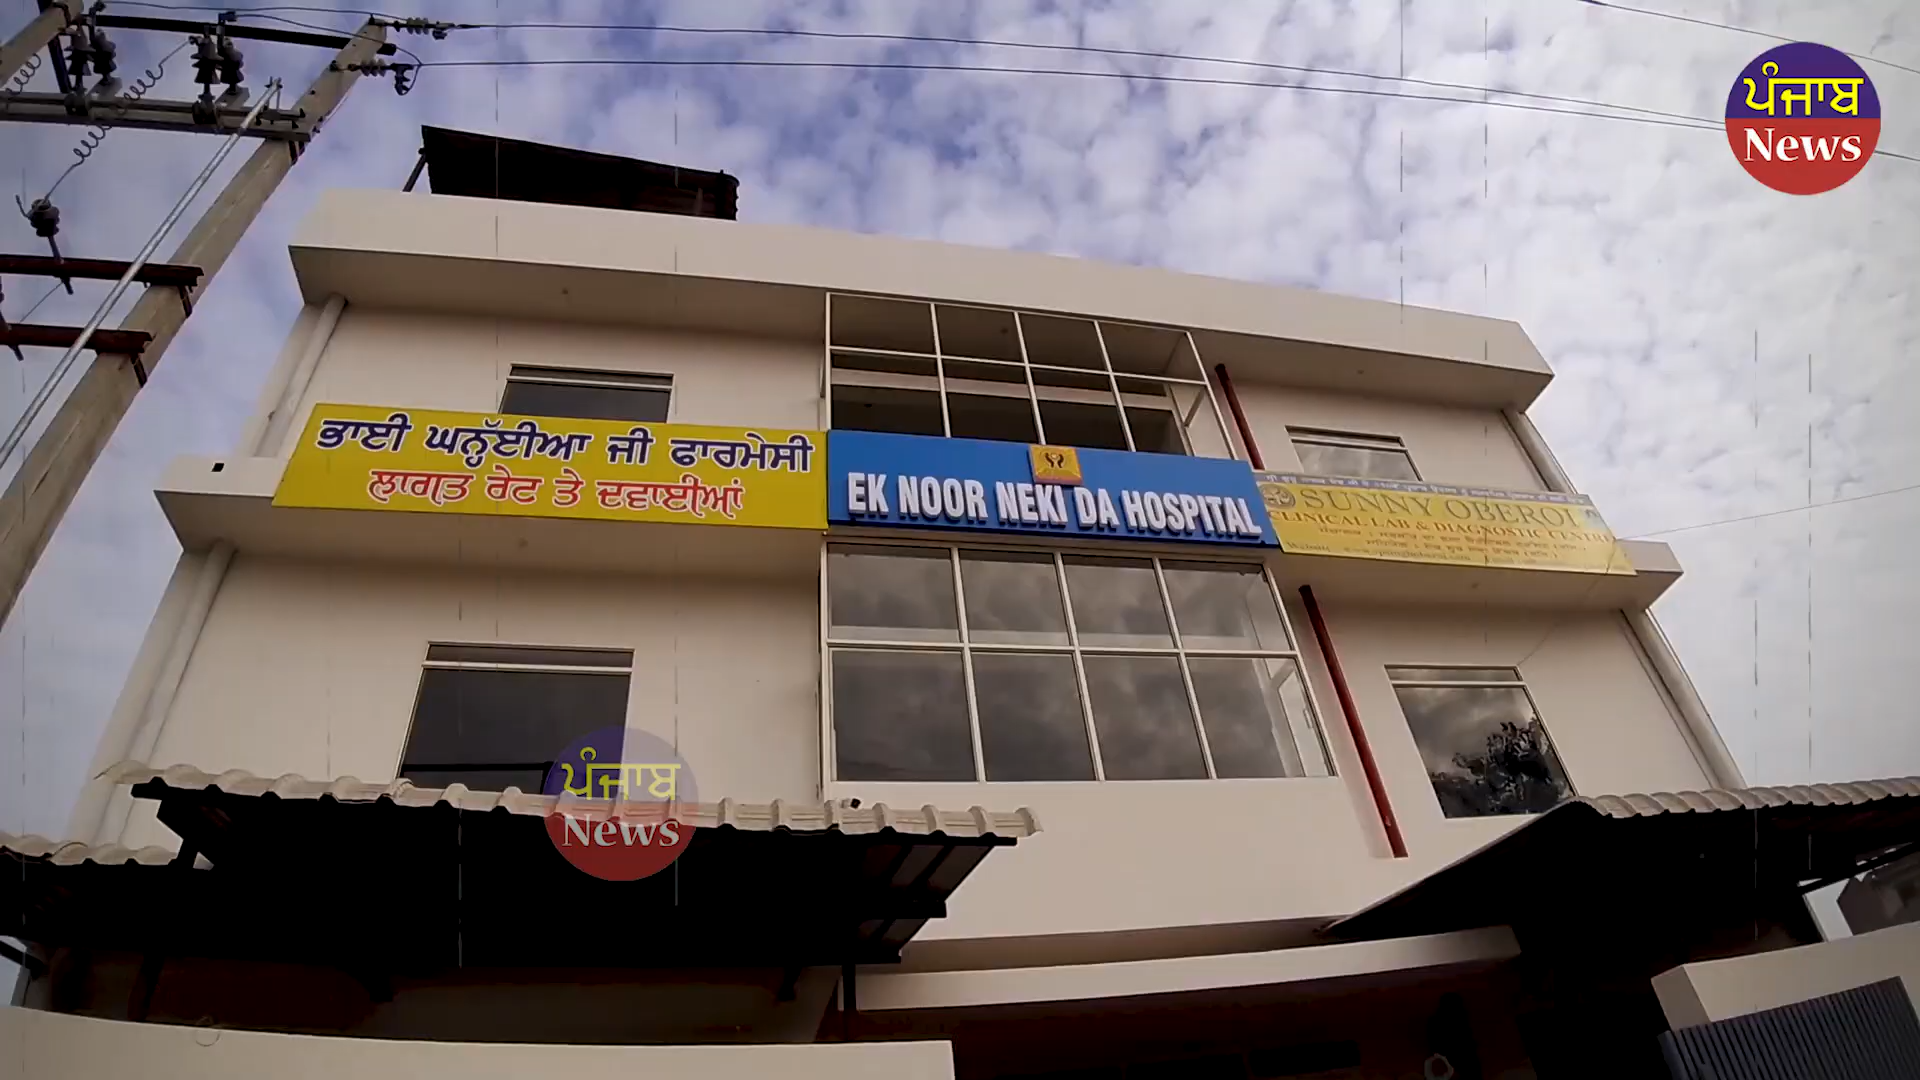 ਪੰਜਾਬ
News
ਭਾਈ ਘਨ੍ਹੱਈਆ ਜੀ ਫਾਰਮੇਸੀ
ਲਾਗਤ ਰੇਟ ਤੇ ਦਵਾਈਆਂ
EK NOOR NEKI DA HOSPITAL
SUNNY OBEROI
CLINICAL LAB & DIAGNOSTIC CENTRE
ਪੰਜਾਬ
News